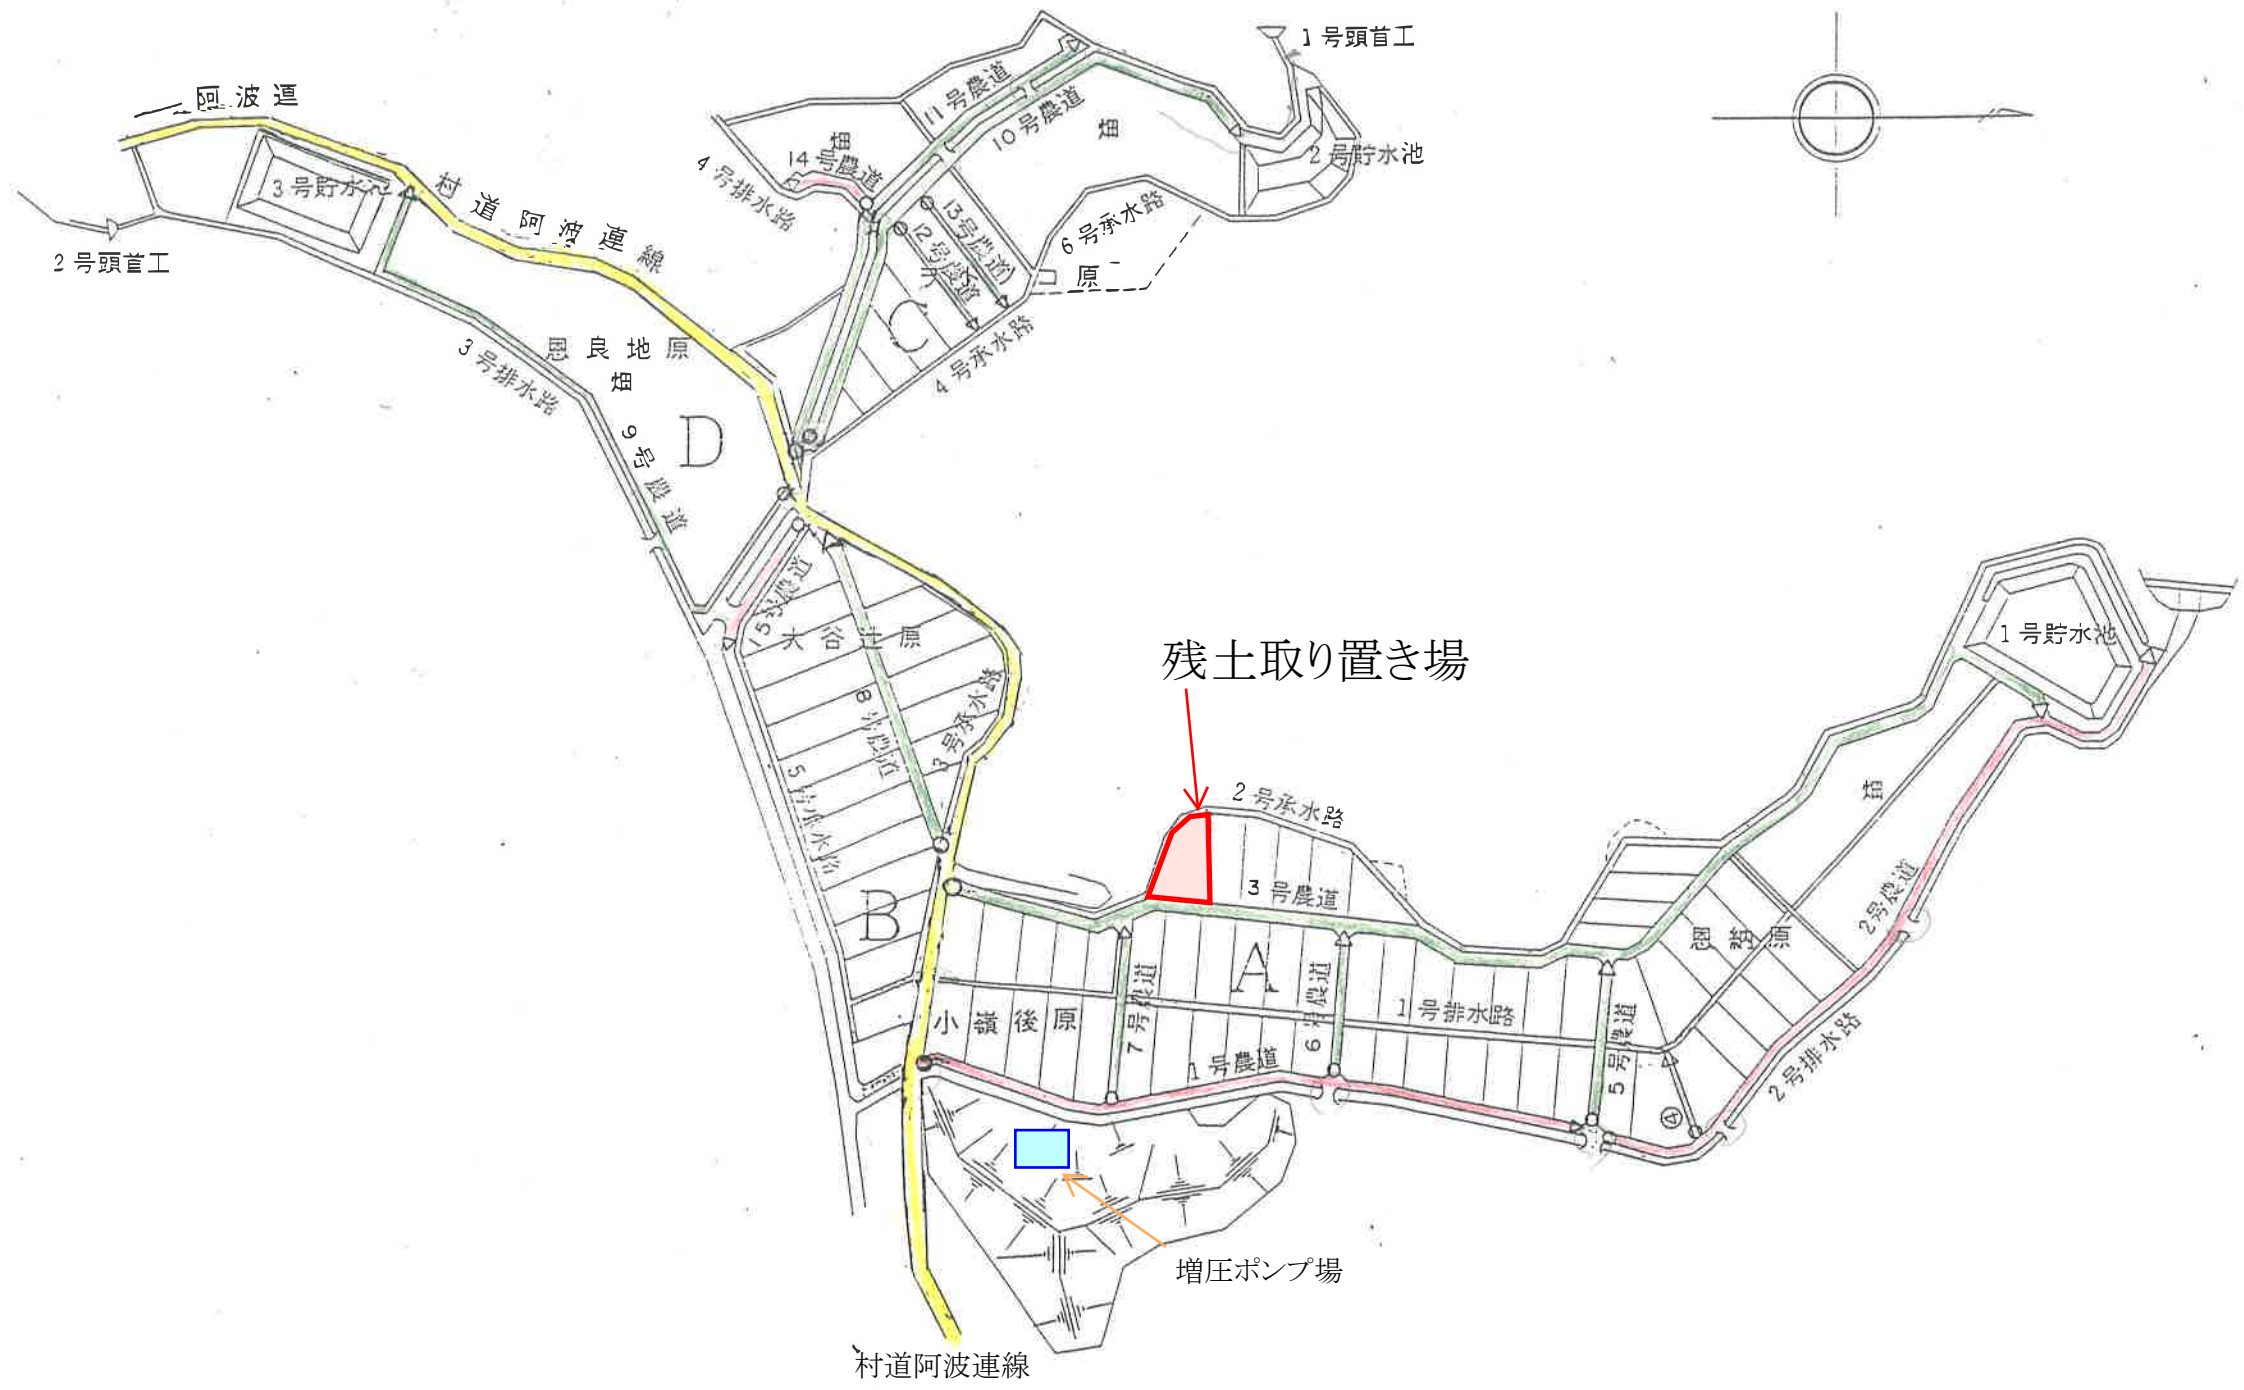 阿波連
1号頭首工
11号農道
10号農道
畑
畑
14号農道
2号貯水池
3号貯水池
4号排水路
村道阿波連線
13号農道
12号農道
6号承水路
原
2号頭首工
C
4号承水路
恩良地原
畑
3号排水路
D
9号農道
15号農道
大谷辻原
1号貯水池
残土取り置き場
8号農道
3号承水路
5号承水路
2号承水路
畑
3号農道
B
2号農道
A
原
小嶺後原
7号農道
6号農道
1号排水路
5号農道
1号農道
2号排水路
④
増圧ポンプ場
村道阿波連線